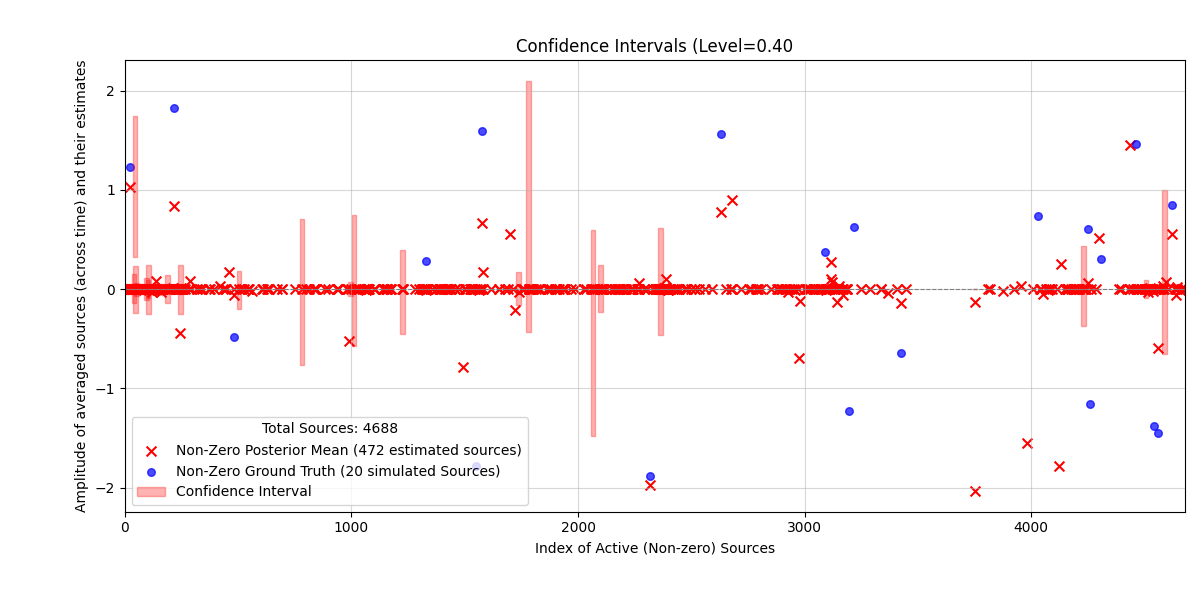 Confidence Intervals (Level=0.40
Amplitude of averaged sources (across time) and their estimates
2
1
0
−1
−2
Total Sources: 4688
Non-Zero Posterior Mean (472 estimated sources)
Non-Zero Ground Truth (20 simulated Sources)
Confidence Interval
0
1000
2000
3000
4000
Index of Active (Non-zero) Sources